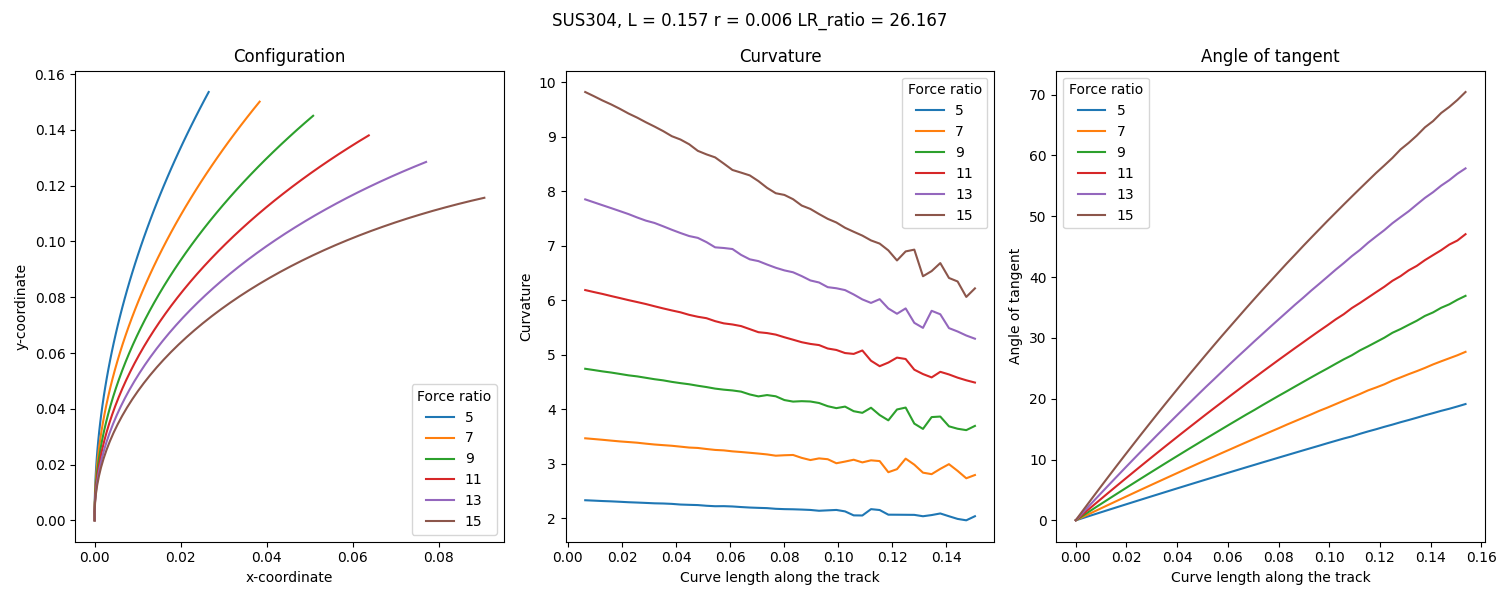 SUS304, L = 0.157 r = 0.006 LR_ratio = 26.167
Configuration
y-coordinate
0.16
0.14
0.12
0.10
0.08
0.06
0.04
0.02
0.00
0.00 0.02 0.04 0.06 0.08
x-coordinate
Force ratio
5
7
9
11
13
15
Curvature
Curvature
10
9
8
7
6
5
4
3
2
0.00 0.02 0.04 0.06 0.08 0.10 0.12 0.14
Curve length along the track
Force ratio
5
7
9
11
13
15
Angle of tangent
Angle of tangent
70
60
50
40
30
20
10
0
0.00 0.02 0.04 0.06 0.08 0.10 0.12 0.14 0.16
Curve length along the track
Force ratio
5
7
9
11
13
15